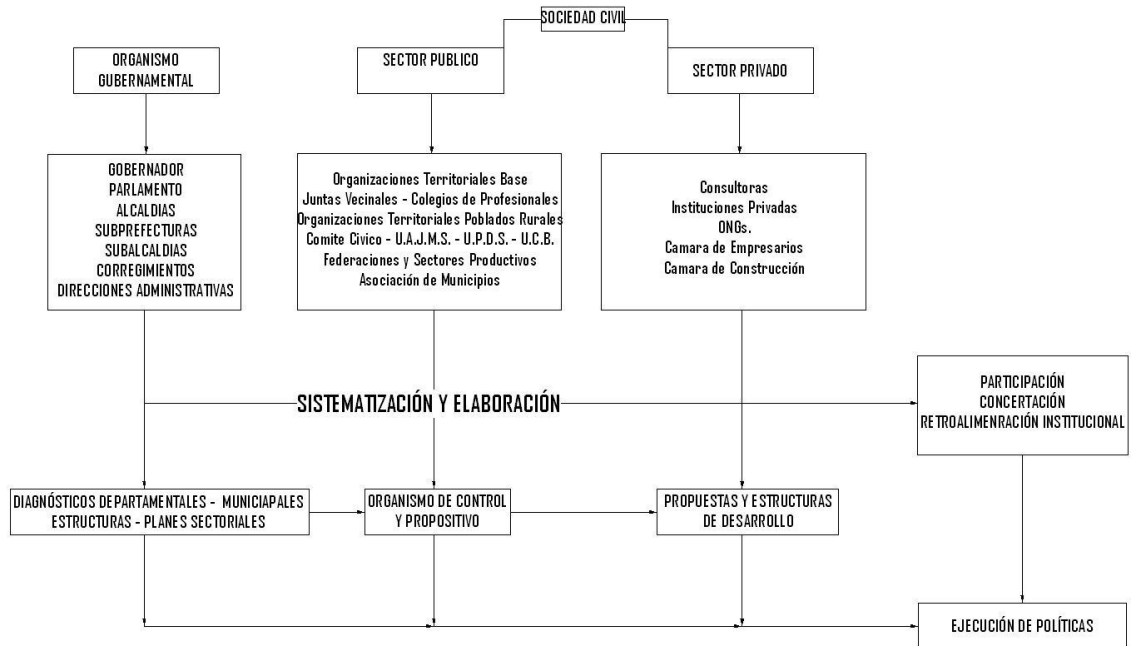 SOCIEDAD CIVIL
ORGANISMO
GUBERNAMENTAL
SECTOR PUBLICO
SECTOR PRIVADO
GOBERNADOR
PARLAMENTO
ALCALDIAS
SUBPREFECTURAS
SUBALCALDIAS
CORREGIMIENTOS
DIRECCIONES ADMINISTRATIVAS
Organizaciones Territoriales Base
Juntas Vecinales - Colegios de Profesionales
Organizaciones Territoriales Poblados Rurales
Comite Civico - U.A.J.M.S. - U.P.D.S. - U.C.B.
Federaciones y Sectores Productivos
Asociación de Municipios
Consultoras
Instituciones Privadas
ONGs.
Camara de Empresarios
Camara de Construcción
SISTEMATIZACIÓN Y ELABORACIÓN
PARTICIPACIÓN
CONCERTACIÓN
RETROALIMENRACIÓN INSTITUCIONAL
DIAGNÓSTICOS DEPARTAMENTALES - MUNICIAPALES
ESTRUCTURAS - PLANES SECTORIALES
ORGANISMO DE CONTROL
Y PROPOSITIVO
PROPUESTAS Y ESTRUCTURAS
DE DESARROLLO
EJECUCIÓN DE POLÍTICAS